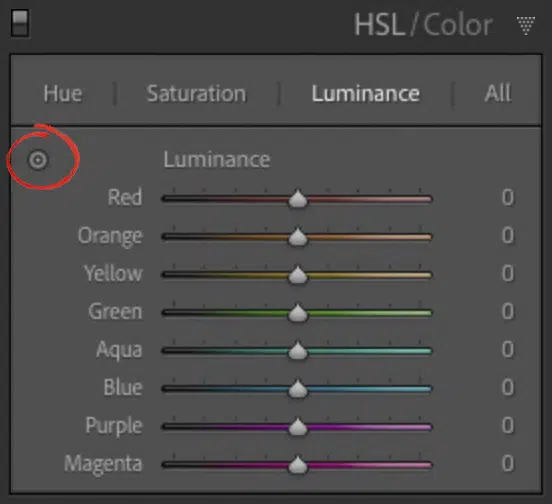 HSL / Color
Hue Saturation Luminance All
Luminance
Red 0
Orange 0
Yellow 0
Green 0
Aqua 0
Blue 0
Purple 0
Magenta 0